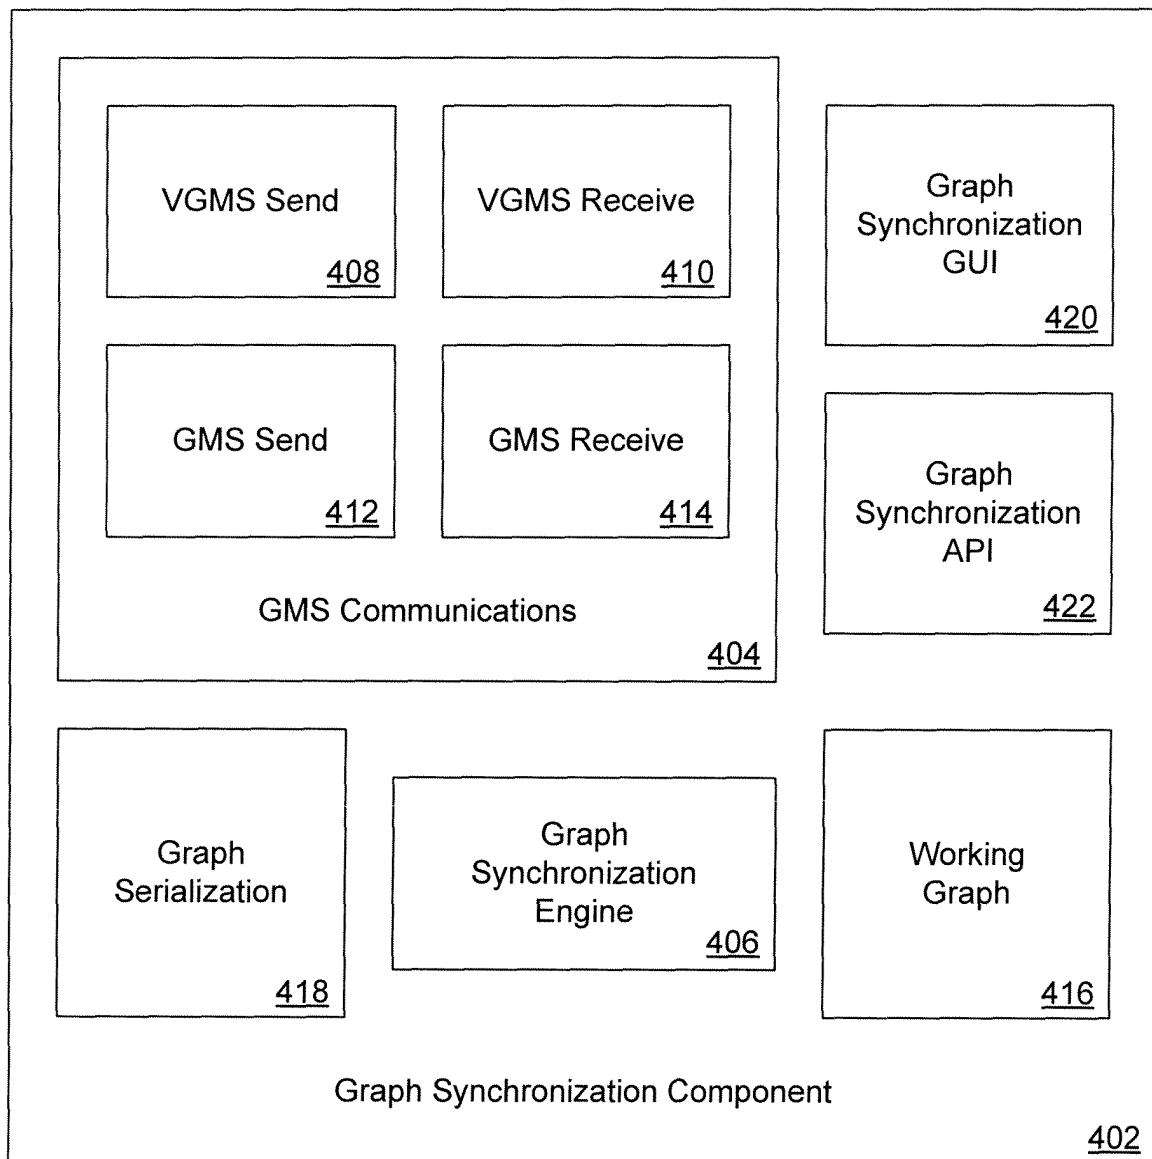 VGMS Send
408
VGMS Receive
410
GMS Send
412
GMS Receive
414
GMS Communications
404
Graph
Synchronization
GUI
420
Graph
Synchronization
API
422
Graph
Serialization
418
Graph
Synchronization
Engine
406
Working
Graph
416
Graph Synchronization Component
402